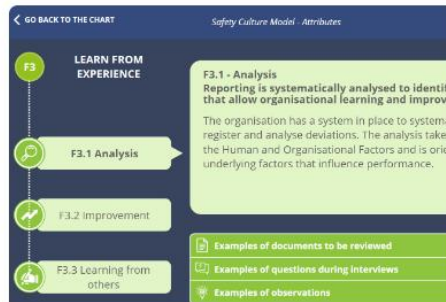 GO BACK TO THE CHART
Safety Culture Model - Attributes
F3
LEARN FROM
EXPERIENCE
F3.1 Analysis
F3.2 Improvement
F3.3 Learning from
others
F3.1 - Analysis
Reporting is systematically analysed to identif
that allow organisational learning and improv
The organisation has a system in place to systema
register and analyse deviations. The analysis take
the Human and Organisational Factors and is orie
underlying factors that influence performance.
Examples of documents to be reviewed
Examples of questions during interviews
Examples of observations